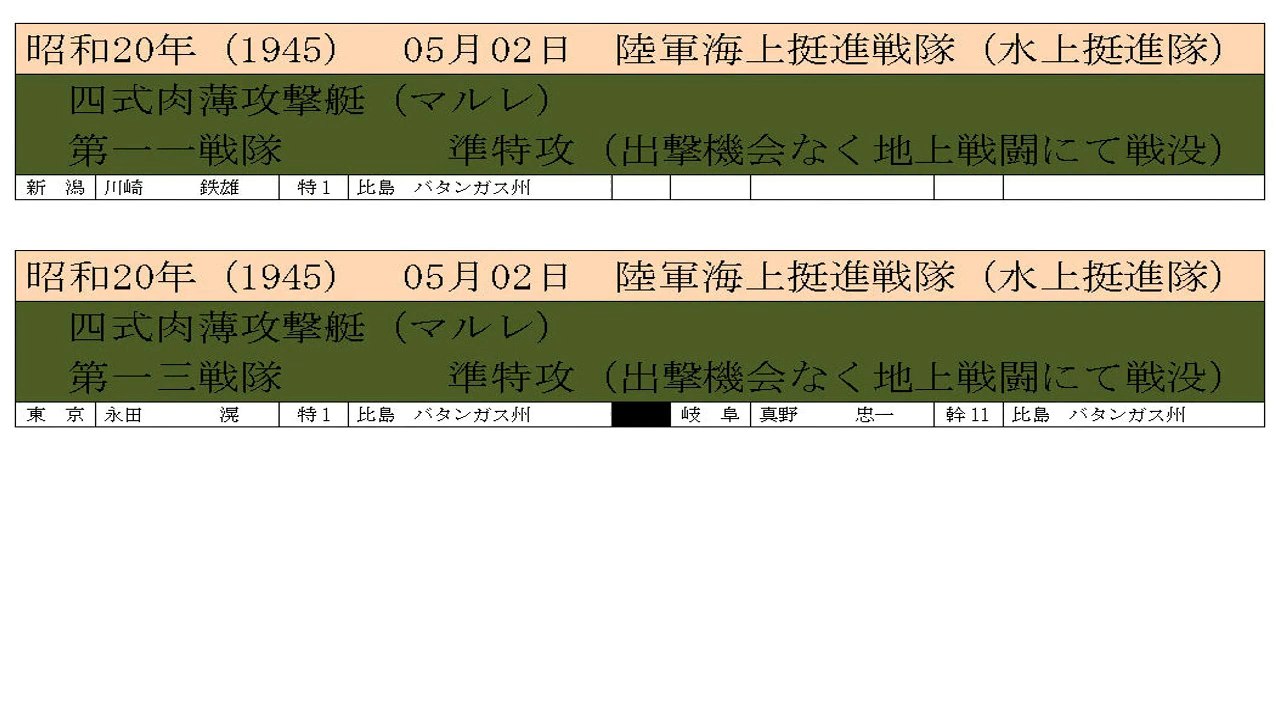 昭和20年（1945）　05月02日　陸軍海上挺進戦隊（水上挺進隊）
四式肉薄攻撃艇（マルレ）
第一一戦隊　準特攻（出撃機会なく地上戦闘にて戦没）
新　潟　川崎　鉄雄　特1　比島　バタンガス州
昭和20年（1945）　05月02日　陸軍海上挺進戦隊（水上挺進隊）
四式肉薄攻撃艇（マルレ）
第一三戦隊　準特攻（出撃機会なく地上戦闘にて戦没）
東　京　永田　滉　特1　比島　バタンガス州　岐　阜　真野　忠一　幹11　比島　バタンガス州